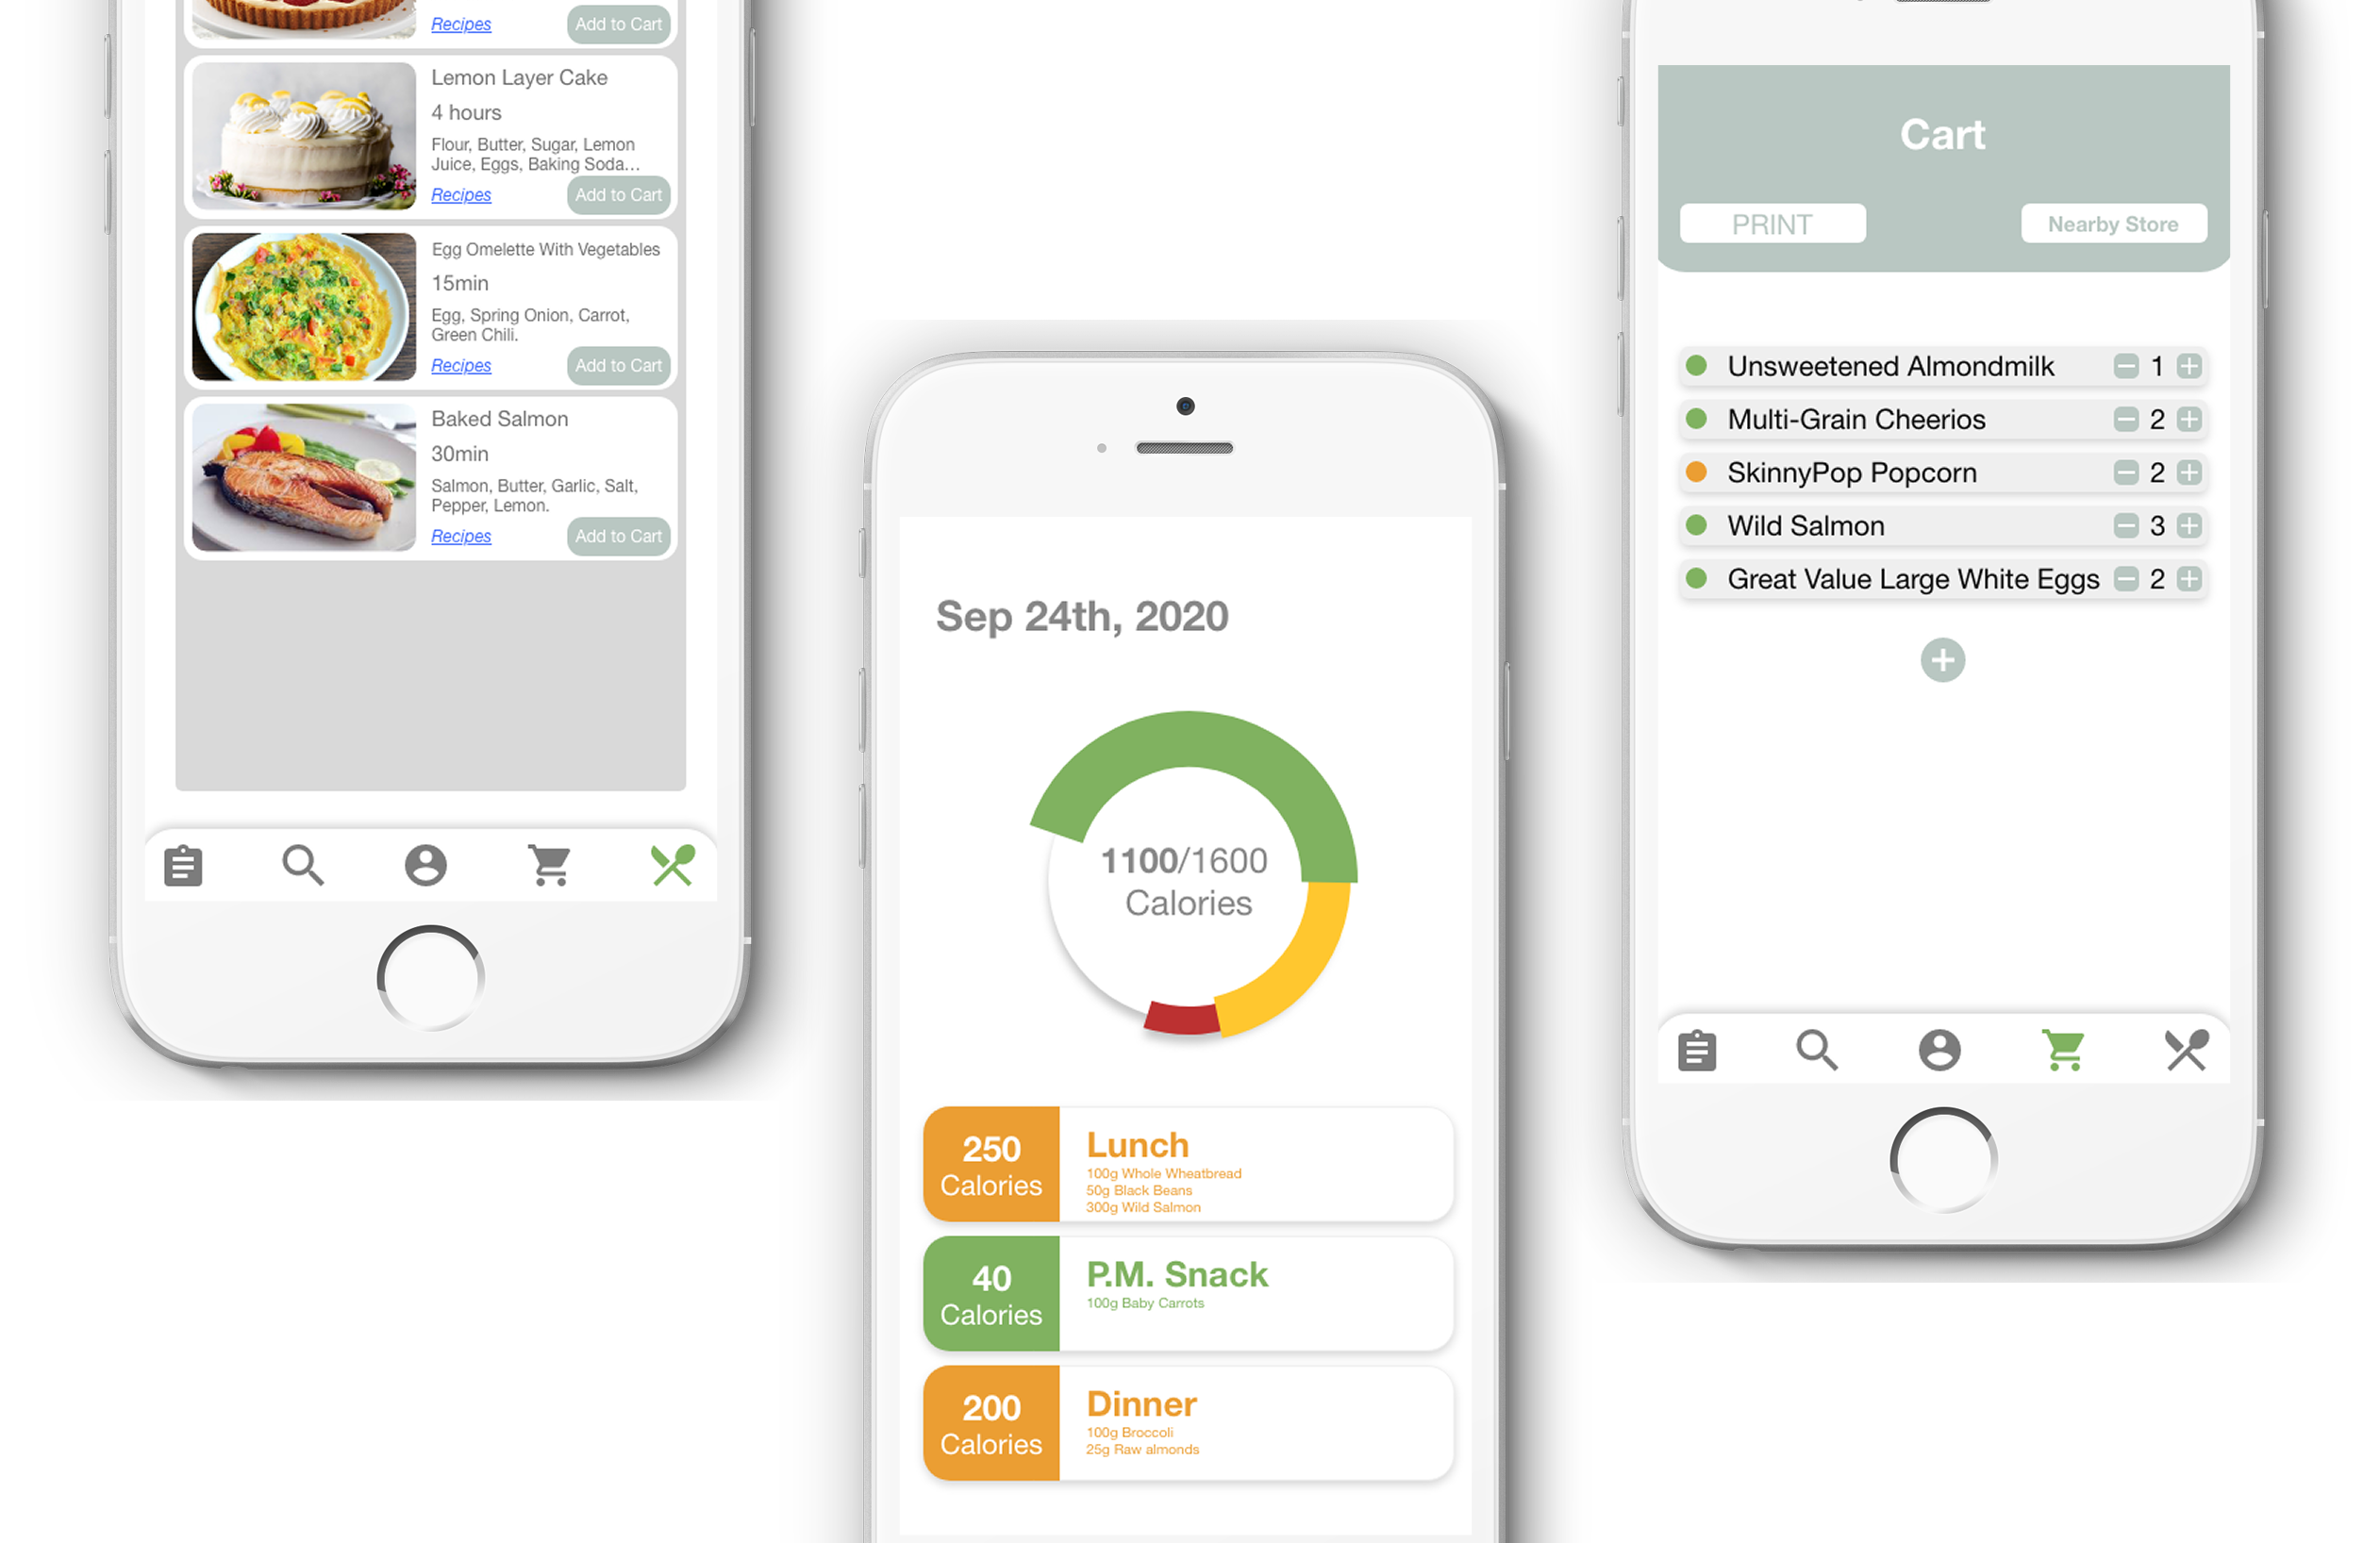 Recipes
Add to Cart
Lemon Layer Cake
4 hours
Flour, Butter, Sugar, Lemon
Juice, Eggs, Baking Soda...
Recipes
Add to Cart
Egg Omelette With Vegetables
15min
Egg, Spring Onion, Carrot,
Green Chili.
Recipes
Add to Cart
Baked Salmon
30min
Salmon, Butter, Garlic, Salt,
Pepper, Lemon.
Recipes
Add to Cart
Sep 24th, 2020
1100/1600
Calories
250
Calories
Lunch
100g Whole Wheatbread
50g Black Beans
300g Wild Salmon
40
Calories
P.M. Snack
100g Baby Carrots
200
Calories
Dinner
100g Broccoli
25g Raw almonds
Cart
PRINT
Nearby Store
Unsweetened Almondmilk 1
Multi-Grain Cheerios 2
SkinnyPop Popcorn 2
Wild Salmon 3
Great Value Large White Eggs 2